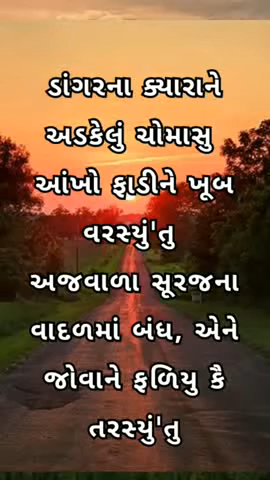 ડાંગરના ક્યારાને
અડકેલું ચોમાસુ
આંખો ફાડીને ખૂબ
વરસ્યું'તુ
અજવાળા સૂરજના
વાદળમાં બંધ, એને
જોવાને ફળિયુ કૈ
તરસ્યું'તુ